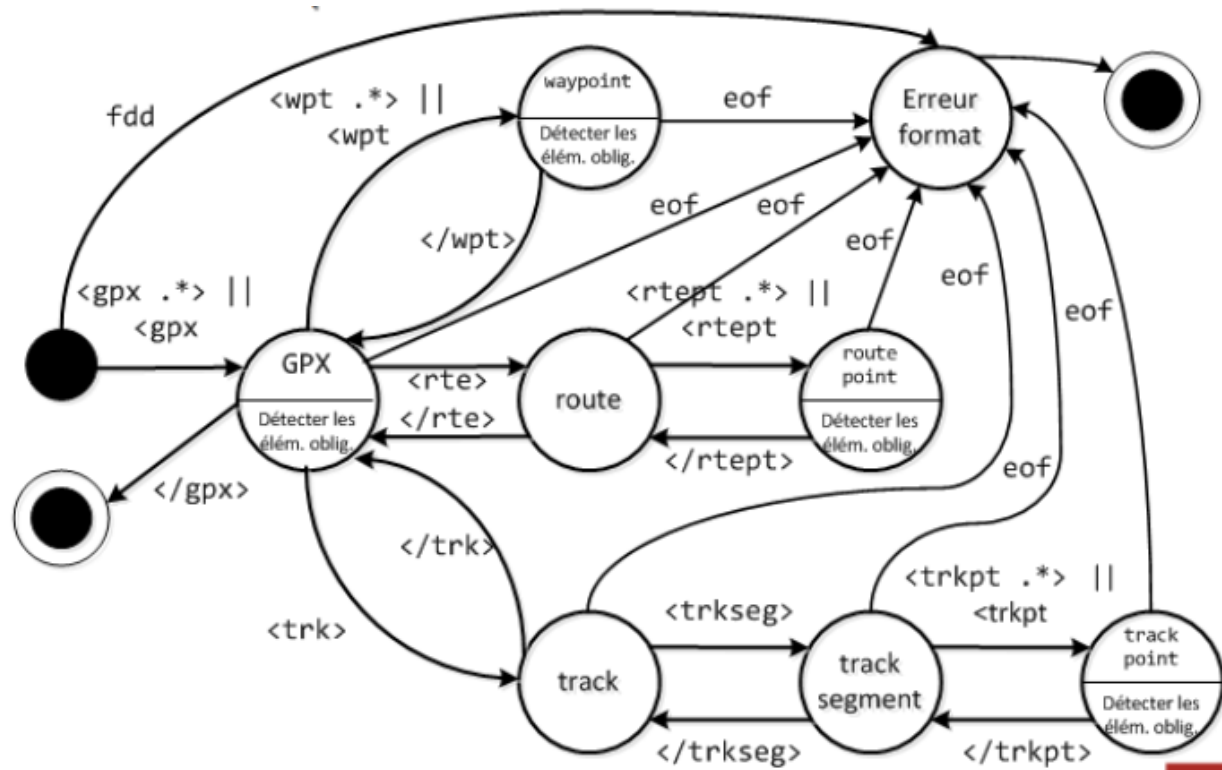 fdd
<wpt .*> ||
<wpt
waypoint
Détecter les
élém. oblig.
eof
Erreur
format
</wpt>
eof
eof
eof
eof
eof
<gpx .*> ||
<gpx
GPX
Détecter les
élém. oblig.
</gpx>
<rte>
</rte>
route
<rtept .*> ||
<rtept
</rtept>
route
point
Détecter les
élém. oblig.
eof
</trk>
<trk>
track
<trkseg>
</trkseg>
track
segment
<trkpt .*> ||
<trkpt
</trkpt>
track
point
Détecter les
élém. oblig.